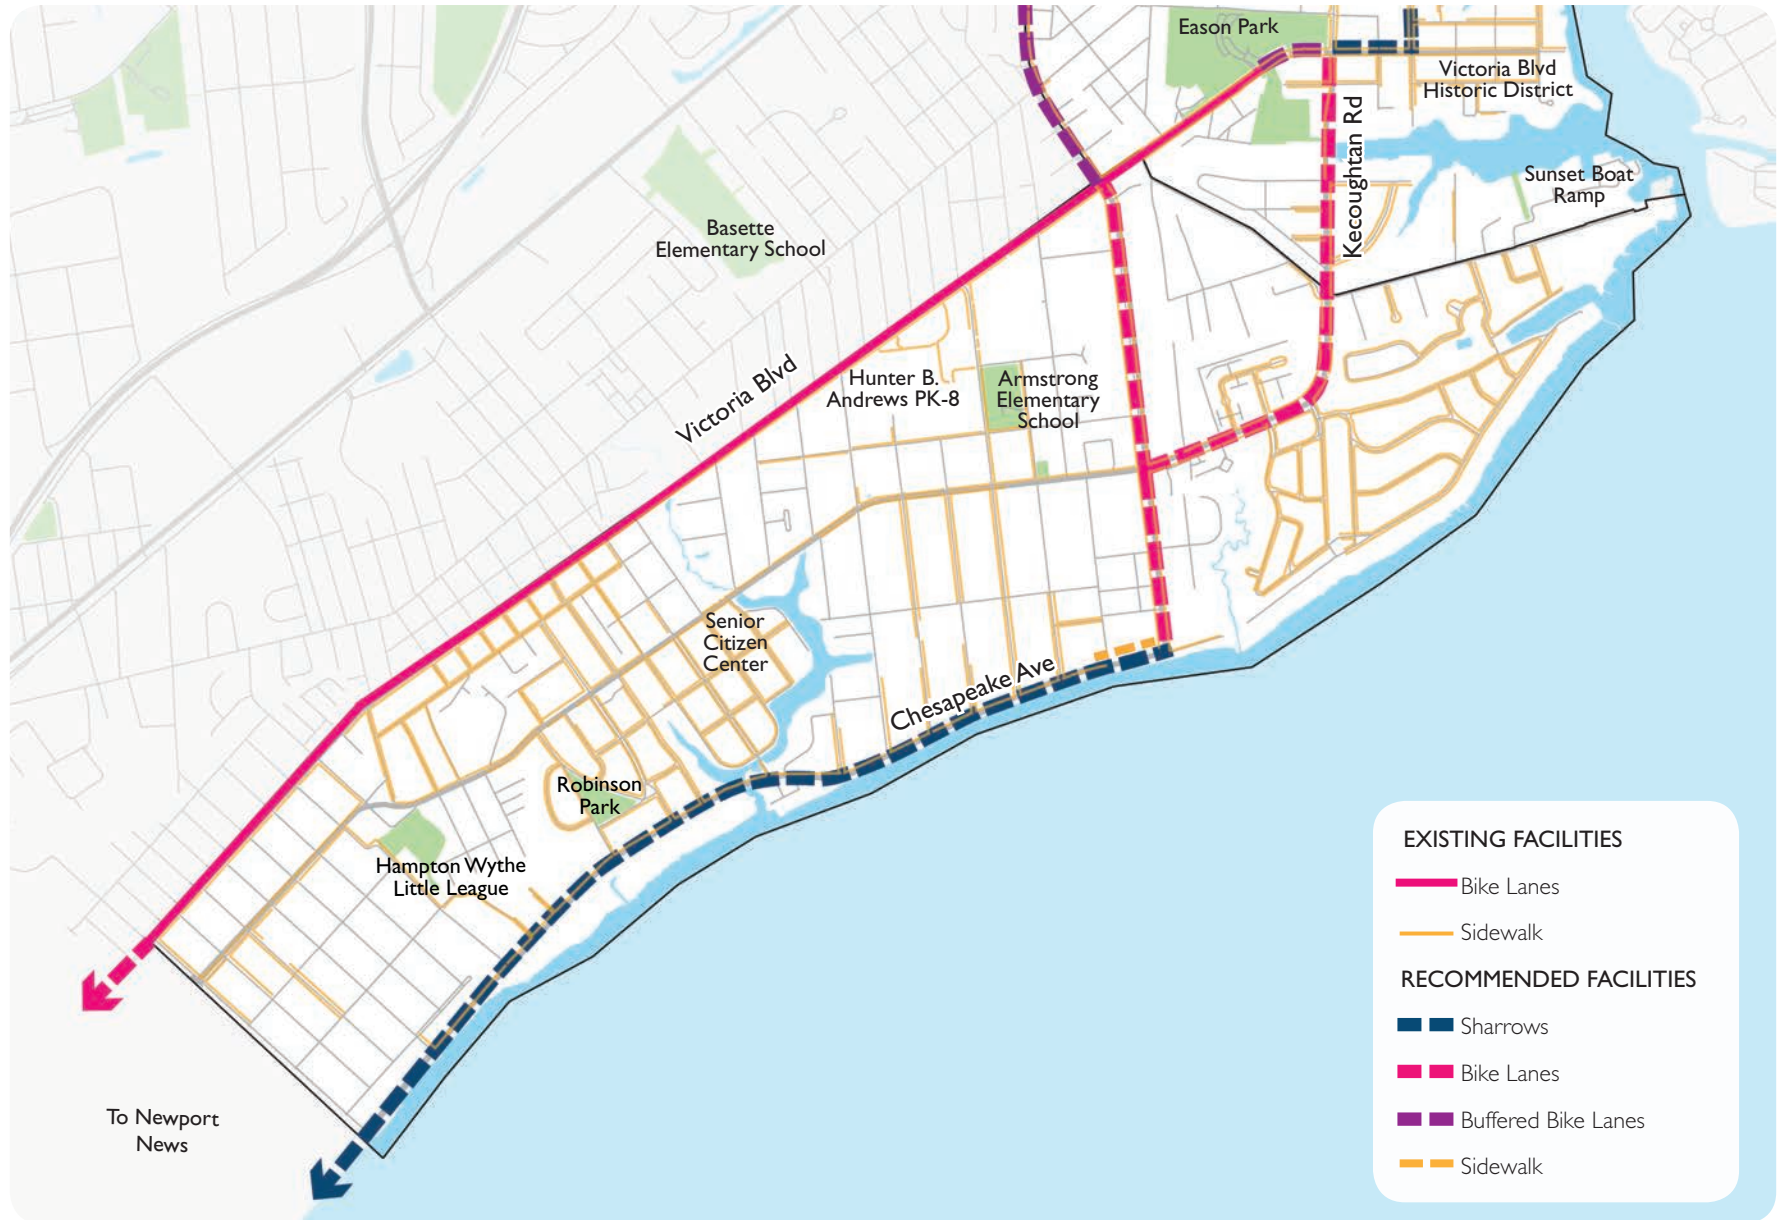 Eason Park
Victoria Blvd
Historic District
Kecoughtan Rd
Sunset Boat
Ramp
Basette
Elementary School
Victoria Blvd
Hunter B.
Andrews PK-8
Armstrong
Elementary
School
Senior
Citizen
Center
Chesapeake Ave
Robinson
Park
Hampton Wythe
Little League
To Newport
News
EXISTING FACILITIES
Bike Lanes
Sidewalk
RECOMMENDED FACILITIES
Sharrows
Bike Lanes
Buffered Bike Lanes
Sidewalk